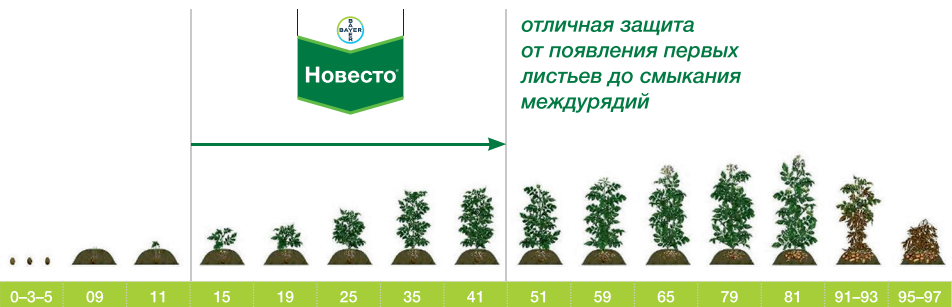 BAYER
BAYER
Новесто®
отличная защита
от появления первых
листьев до смыкания
междурядий
0–3–5 09 11 15 19 25 35 41 51 59 65 79 81 91–93 95–97